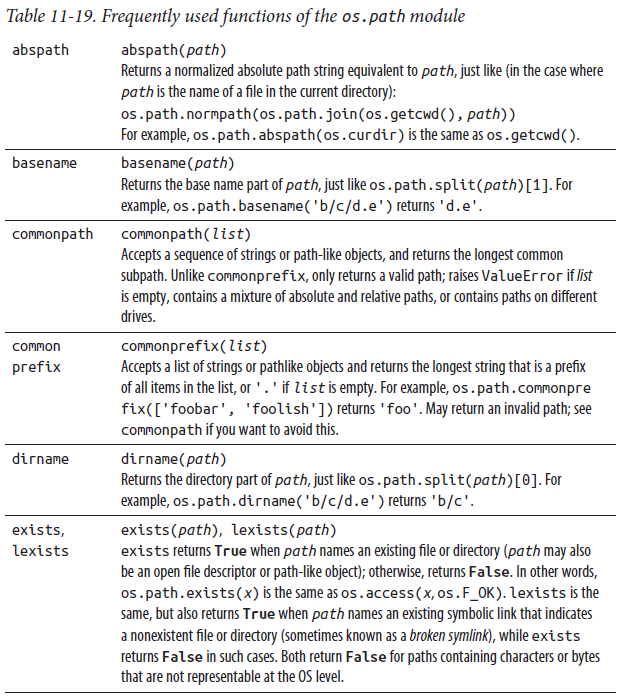 Table 11-19. Frequently used functions of the os.path module
abspath
abspath(path)
Returns a normalized absolute path string equivalent to path, just like (in the case where
path is the name of a file in the current directory):
os.path.normpath(os.path.join(os.getcwd(), path))
For example, os.path.abspath(os.curdir) is the same as os.getcwd().
basename
basename(path)
Returns the base name part of path, just like os.path.split(path)[1]. For
example, os.path.basename('b/c/d.e') returns 'd.e'.
commonpath
commonpath(list)
Accepts a sequence of strings or path-like objects, and returns the longest common
subpath. Unlike commonprefix, only returns a valid path; raises ValueError if list
is empty, contains a mixture of absolute and relative paths, or contains paths on different
drives.
common
prefix
commonprefix(list)
Accepts a list of strings or pathlike objects and returns the longest string that is a prefix
of all items in the list, or '.' if list is empty. For example, os.path.commonpre
fix(['foobar', 'foolish']) returns 'foo'. May return an invalid path; see
commonpath if you want to avoid this.
dirname
dirname(path)
Returns the directory part of path, just like os.path.split(path)[0]. For
example, os.path.dirname('b/c/d.e') returns 'b/c'.
exists,
lexists
exists(path), lexists(path)
exists returns True when path names an existing file or directory (path may also
be an open file descriptor or path-like object); otherwise, returns False. In other words,
os.path.exists(x) is the same as os.access(x, os.F_OK). lexists is the
same, but also returns True when path names an existing symbolic link that indicates
a nonexistent file or directory (sometimes known as a broken symlink), while exists
returns False in such cases. Both return False for paths containing characters or bytes
that are not representable at the OS level.